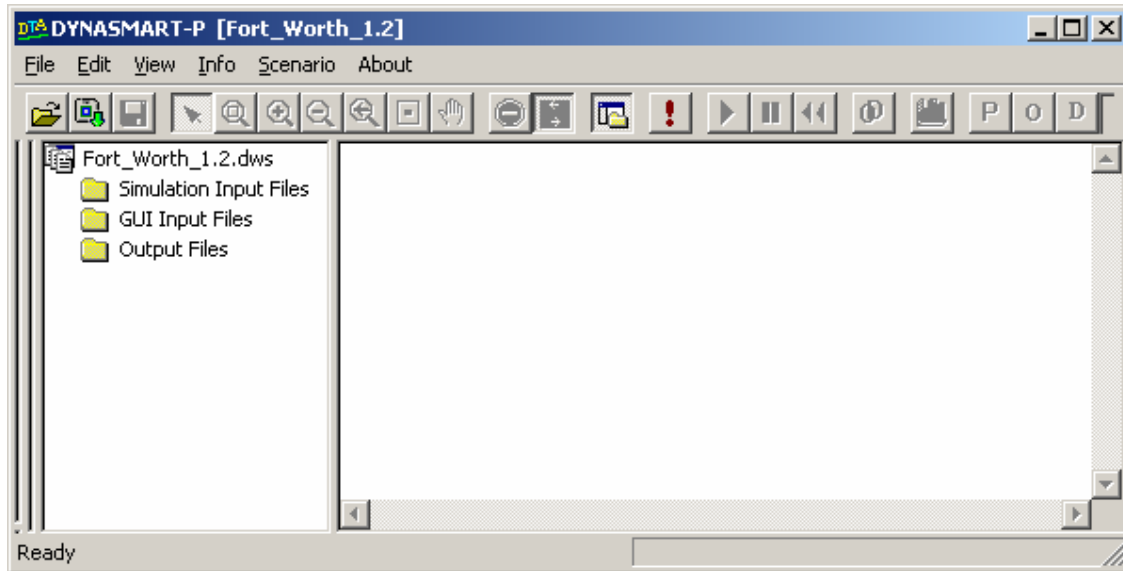 DTA DYNASMART-P [Fort_Worth_1.2]
File Edit View Info Scenario About
P O D
Fort_Worth_1.2.dws
Simulation Input Files
GUI Input Files
Output Files
Ready